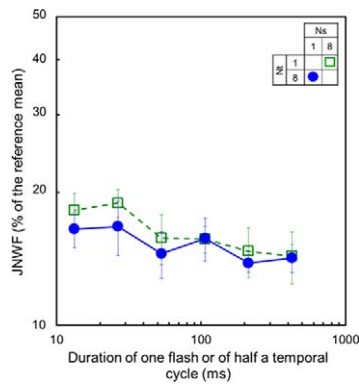 50
40
30
20
10
JNWF (% of the reference mean)
Ns
1 8
Nt
1
8
10 100 1000
Duration of one flash or of half a temporal
cycle (ms)